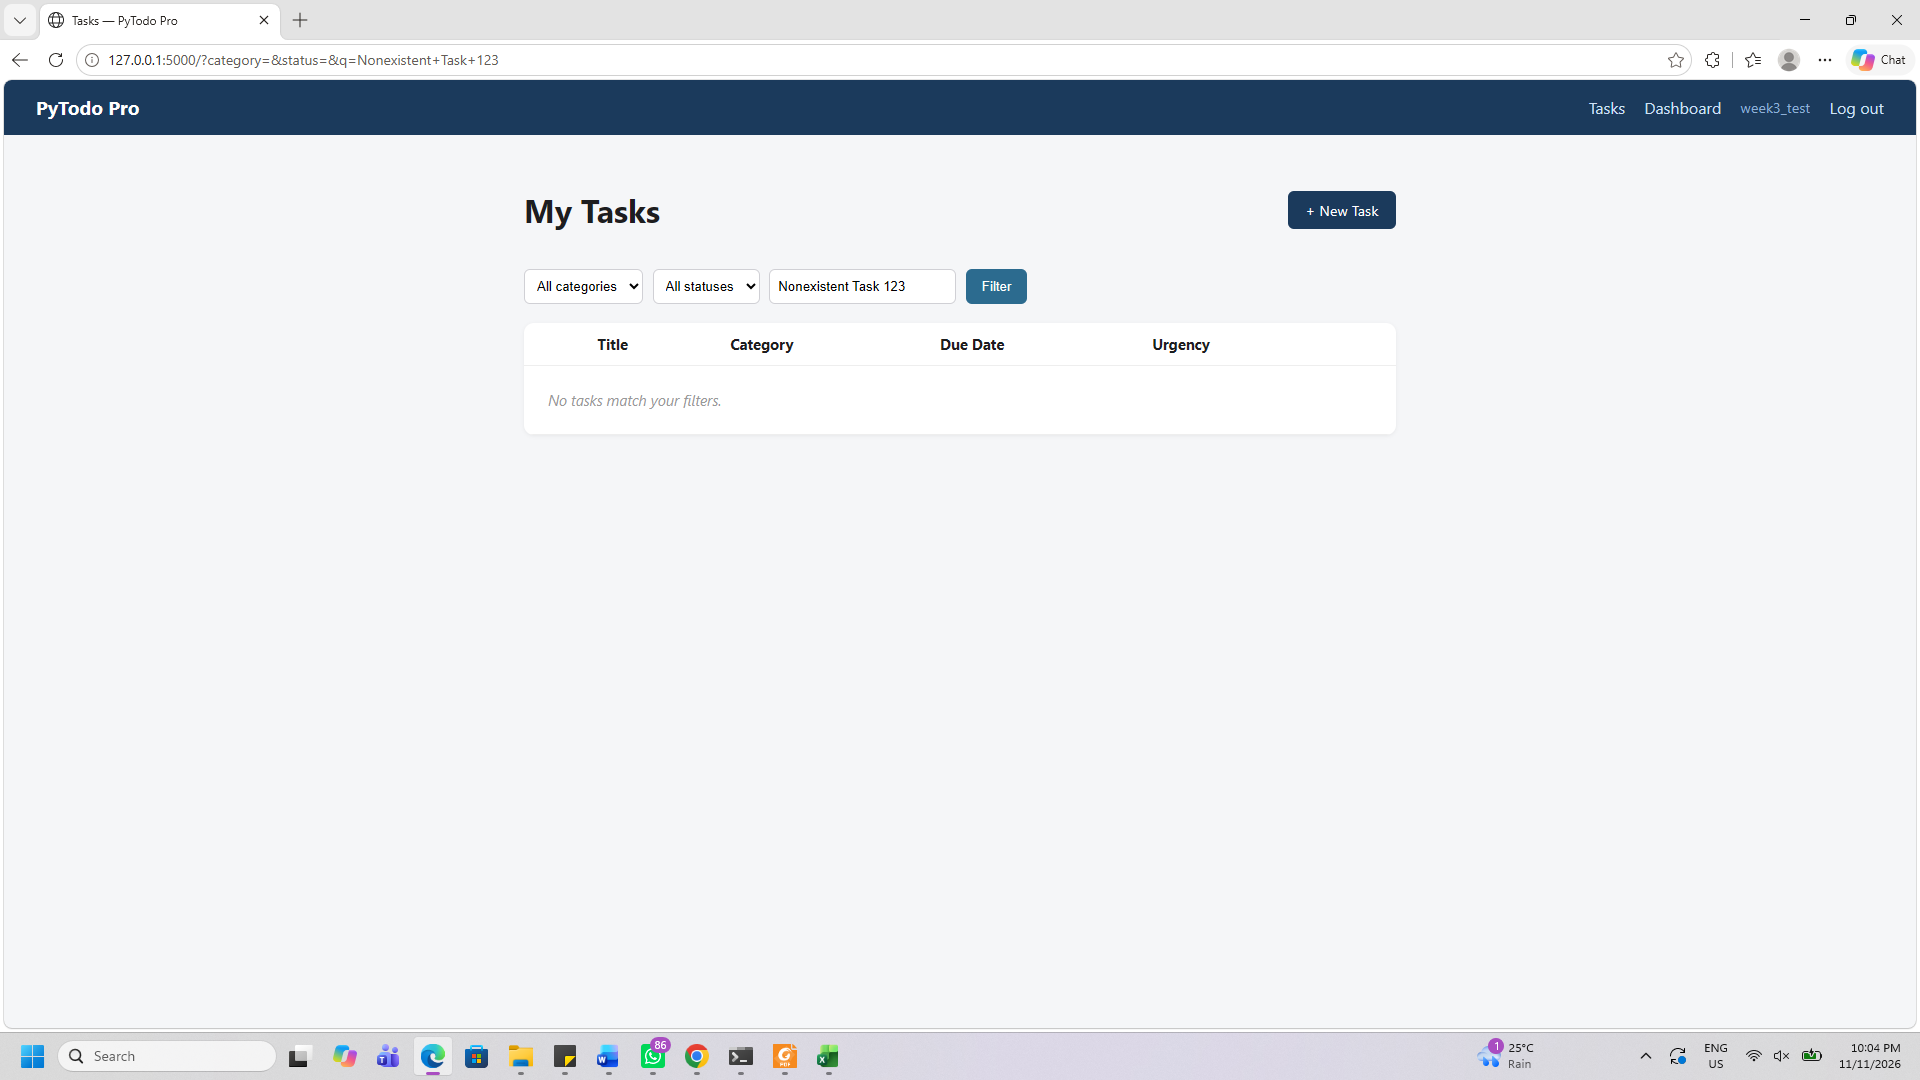 Tasks — PyTodo Pro
127.0.0.1:5000/?category=&status=&q=Nonexistent+Task+123
Chat
PyTodo Pro
Tasks Dashboard week3_test Log out
My Tasks
+ New Task
All categories All statuses Nonexistent Task 123 Filter
Title Category Due Date Urgency
No tasks match your filters.
Search
86
1
25°C
Rain
ENG
US
10:04 PM
11/11/2026